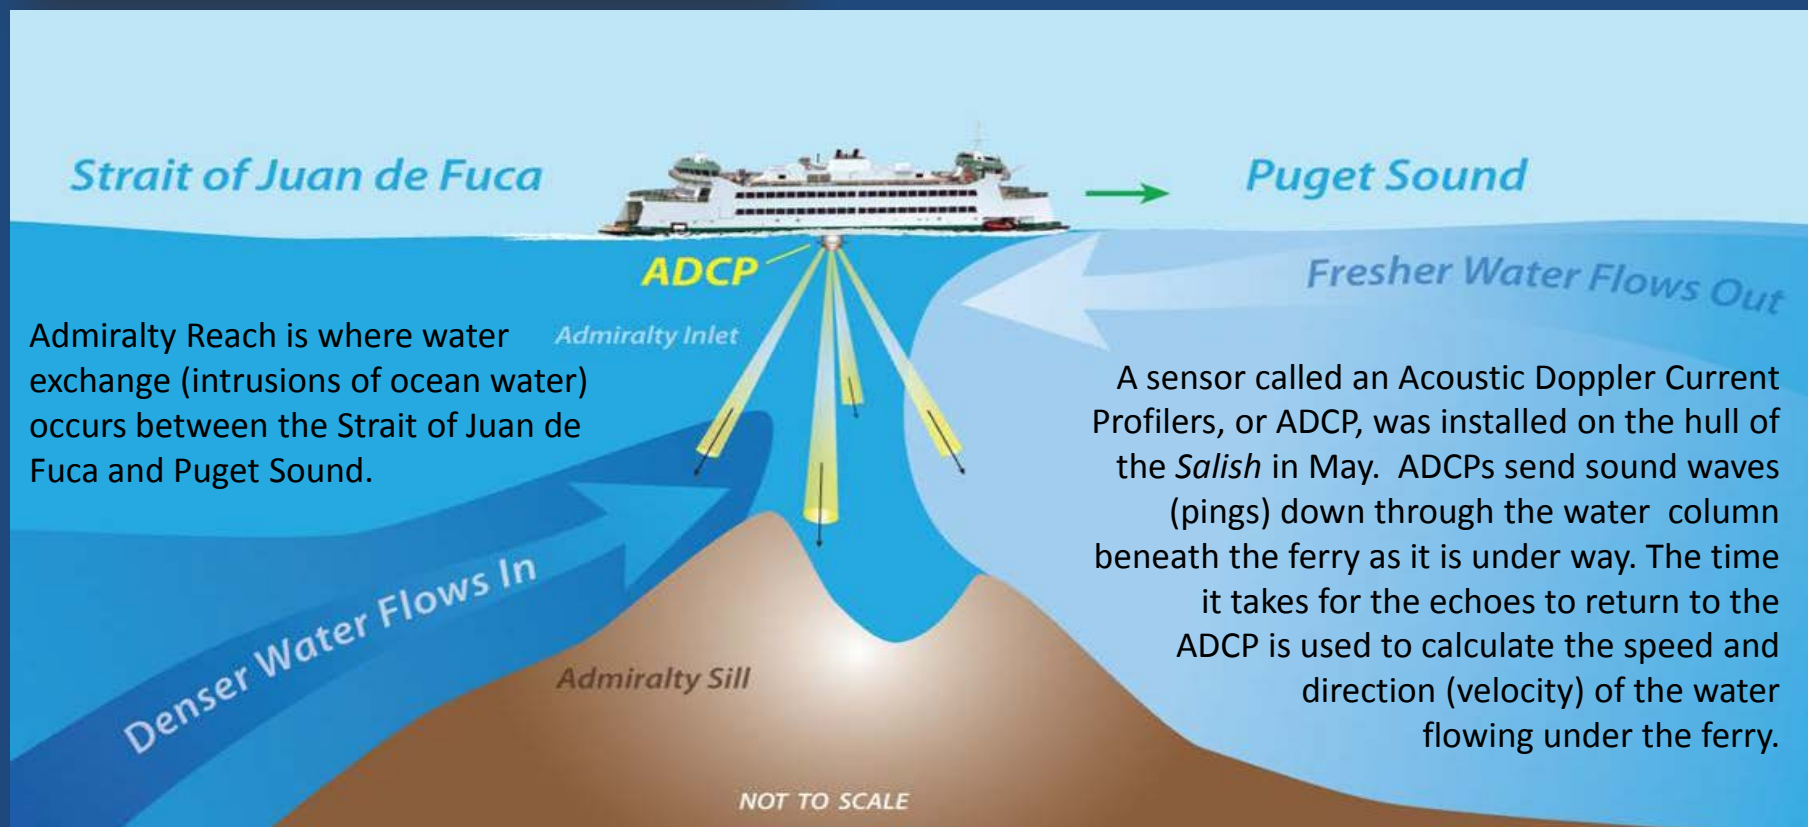 Strait of Juan de Fuca
Puget Sound
ADCP
Fresher Water Flows Out
Admiralty Inlet
Admiralty Reach is where water
exchange (intrusions of ocean water)
occurs between the Strait of Juan de
Fuca and Puget Sound.
A sensor called an Acoustic Doppler Current
Profilers, or ADCP, was installed on the hull of
the Salish in May.  ADCPs send sound waves
(pings) down through the water  column
beneath the ferry as it is under way. The time
it takes for the echoes to return to the
ADCP is used to calculate the speed and
direction (velocity) of the water
flowing under the ferry.
Denser Water Flows In
Admiralty Sill
NOT TO SCALE